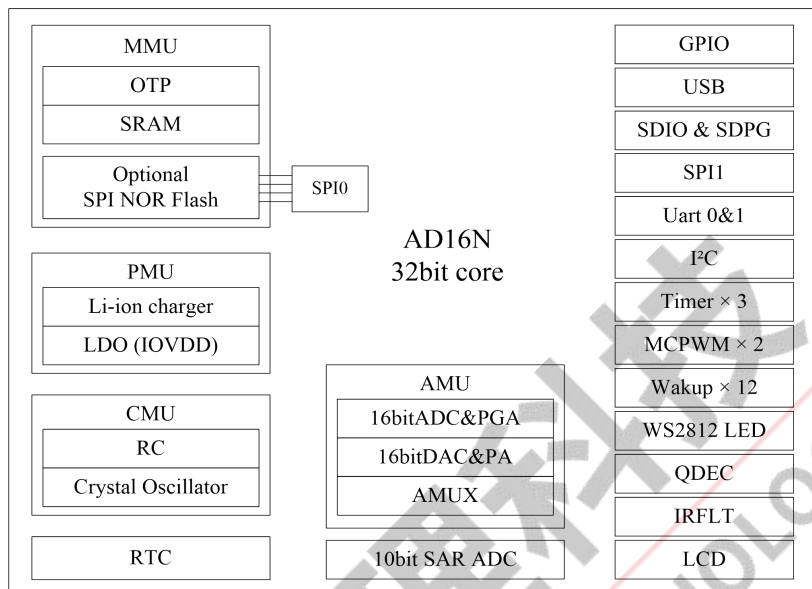 MMU
OTP
SRAM
Optional
SPI NOR Flash
SPI0
PMU
Li-ion charger
LDO (IOVDD)
CMU
RC
Crystal Oscillator
RTC
AD16N
32bit core
AMU
16bitADC&PGA
16bitDAC&PA
AMUX
10bit SAR ADC
GPIO
USB
SDIO & SDPG
SPI1
Uart 0&1
I²C
Timer × 3
MCPWM × 2
Wakup × 12
WS2812 LED
QDEC
IRFLT
LCD